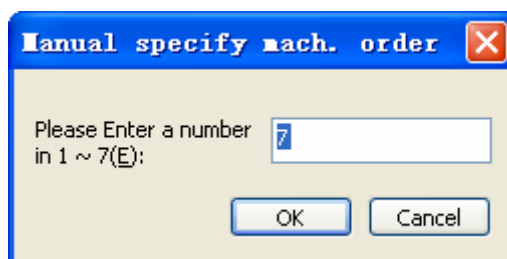 Manual specify mach. order
Please Enter a number
in 1 ~ 7(E):
7
OK
Cancel